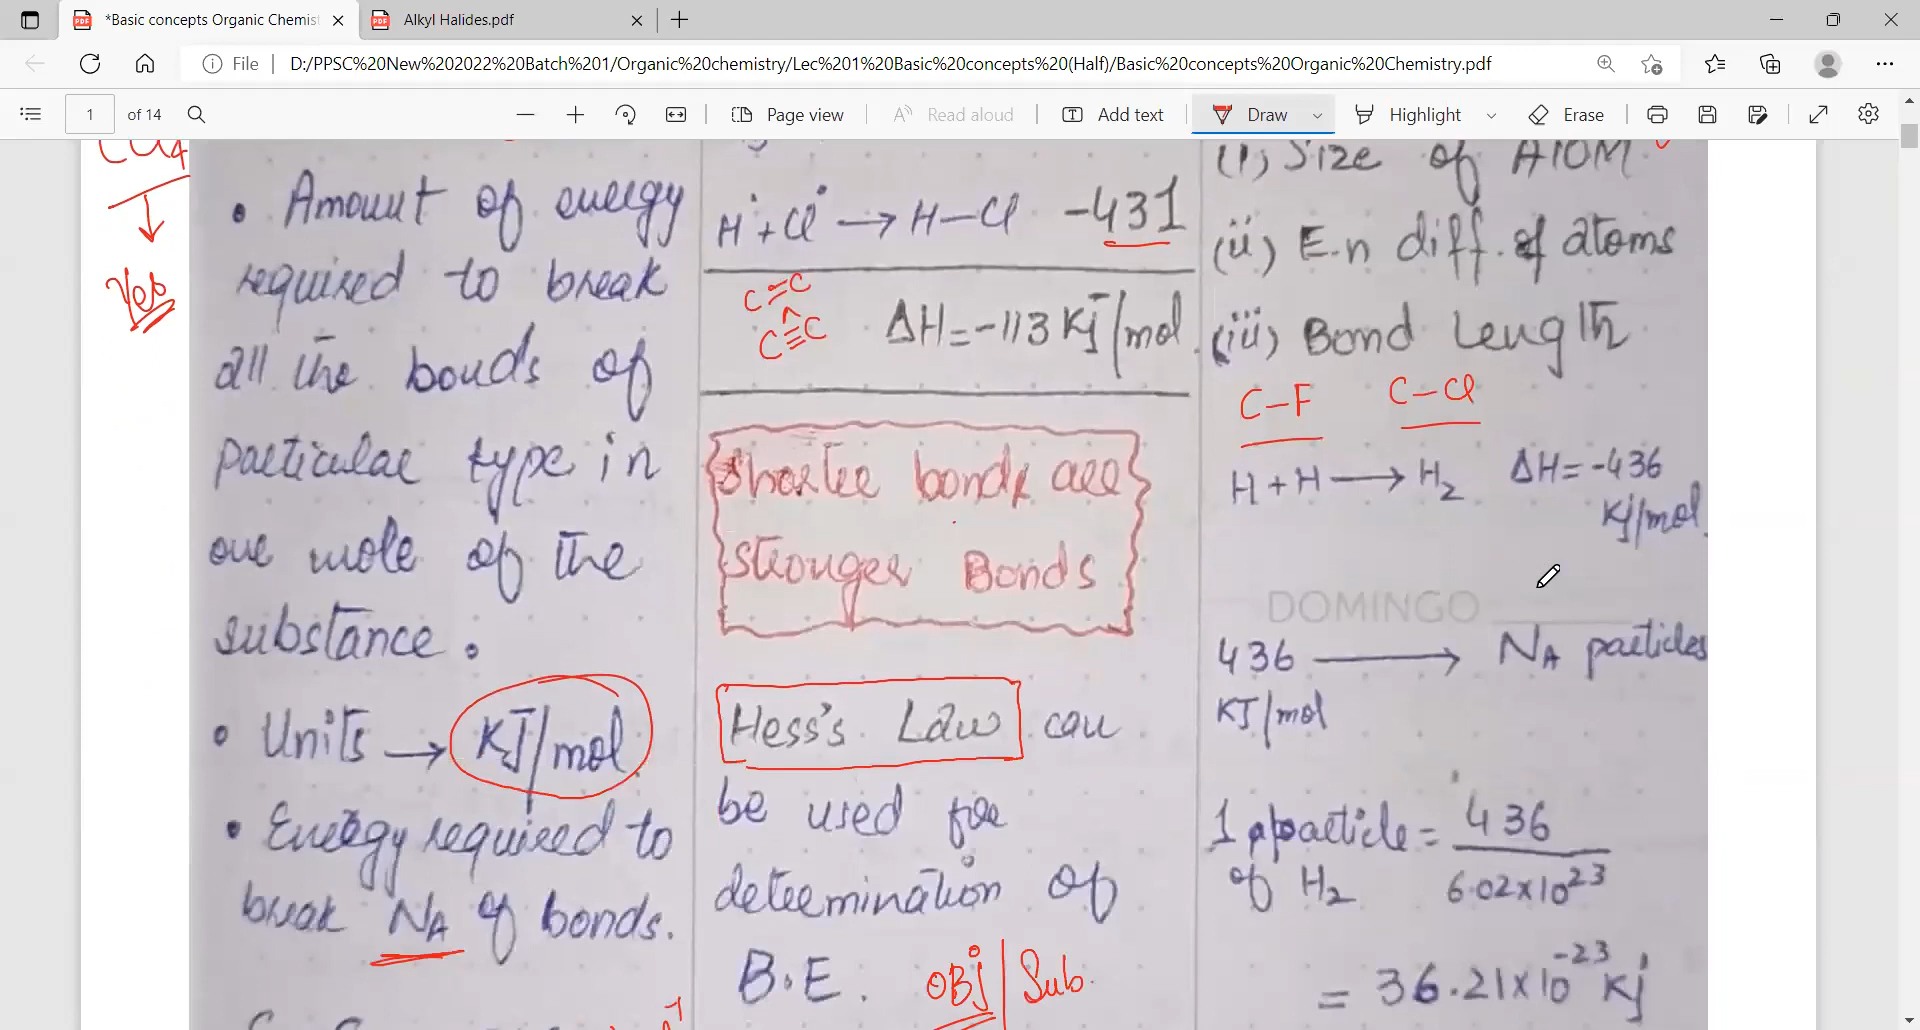 *Basic concepts Organic Chemist
Alkyl Halides.pdf
File
D:/PPSC%20New%202022%20Batch%201/Organic%20chemistry/Lec%201%20Basic%20concepts%20(Half)/Basic%20concepts%20Organic%20Chemistry.pdf
1 of 14
Page view
Read aloud
Add text
Draw
Highlight
Erase
Yes
• Amount of energy
required to break
all the bonds of
particular type in
one mole of the
substance.
• Units → KJ/mol.
• Energy required to
break NA of bonds.
H• + Cl• → H-Cl -431
C=C
C≡C
ΔH = -113 KJ/mol.
Shorter bonds are
stronger Bonds
Hess's Law can
be used for
determination of
B.E.
OBj | Sub.
(i) Size of ATOM
(ii) E.n diff. of atoms
(iii) Bond Length
C-F C-Cl
H + H → H2 ΔH = -436
KJ/mol.
DOMINGO
436 → NA particles
KJ/mol
1 particle = 436
of H2 6.02x10^23
= 36.21x10^-23 KJ